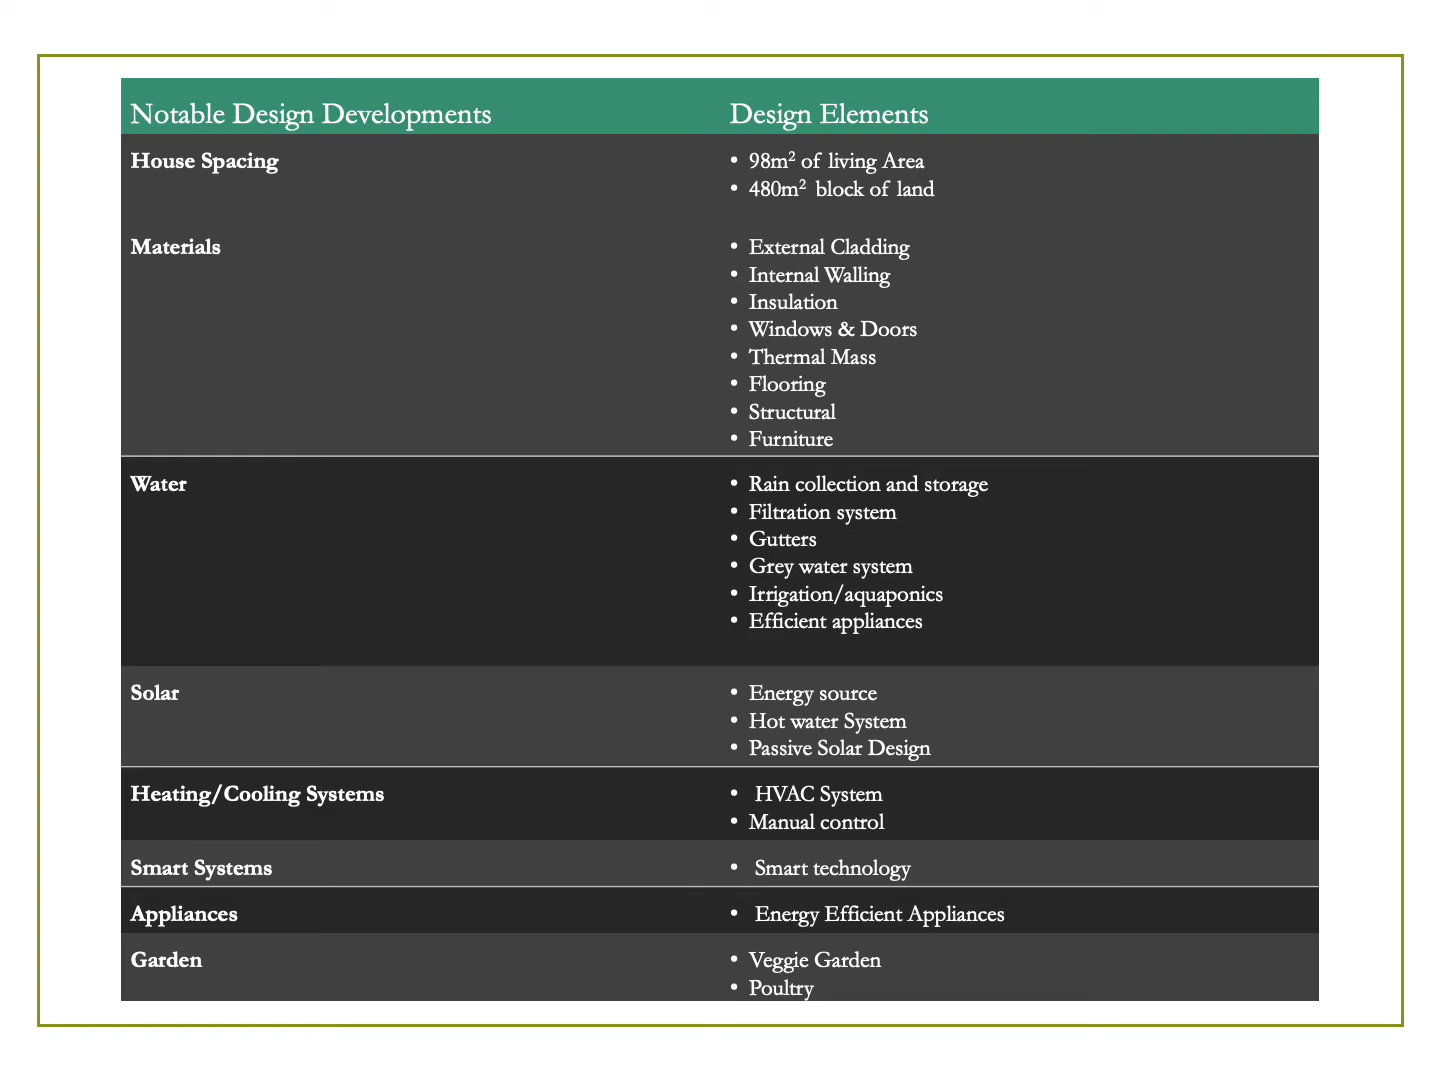 Notable Design Developments
Design Elements
House Spacing
• 98m² of living Area
• 480m² block of land
Materials
• External Cladding
• Internal Walling
• Insulation
• Windows & Doors
• Thermal Mass
• Flooring
• Structural
• Furniture
Water
• Rain collection and storage
• Filtration system
• Gutters
• Grey water system
• Irrigation/aquaponics
• Efficient appliances
Solar
• Energy source
• Hot water System
• Passive Solar Design
Heating/Cooling Systems
• HVAC System
• Manual control
Smart Systems
• Smart technology
Appliances
• Energy Efficient Appliances
Garden
• Veggie Garden
• Poultry